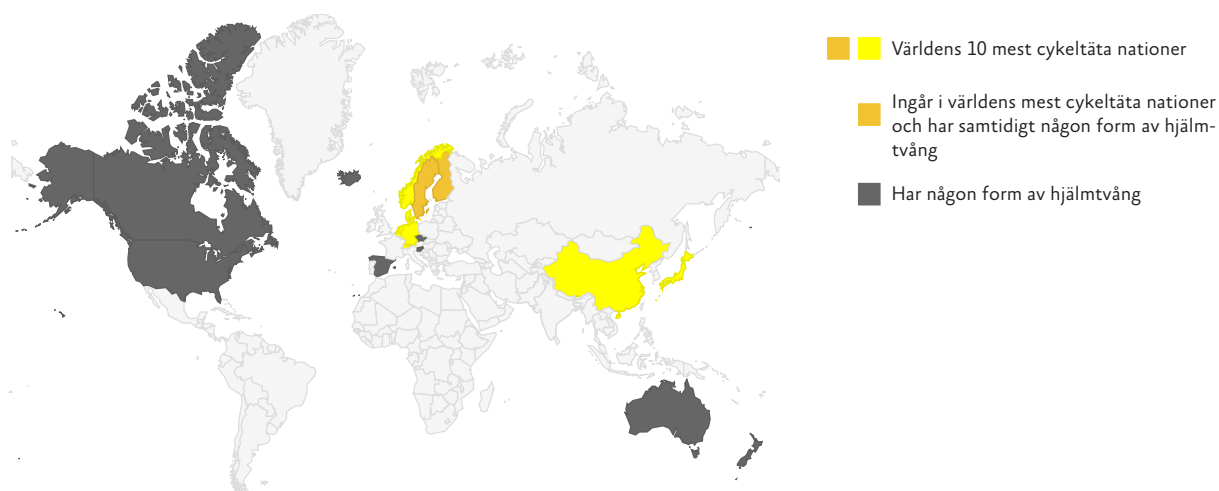 Världens 10 mest cykeltäta nationer
Ingår i världens mest cykeltäta nationer
och har samtidigt någon form av hjälm-
tvång
Har någon form av hjälmtvång